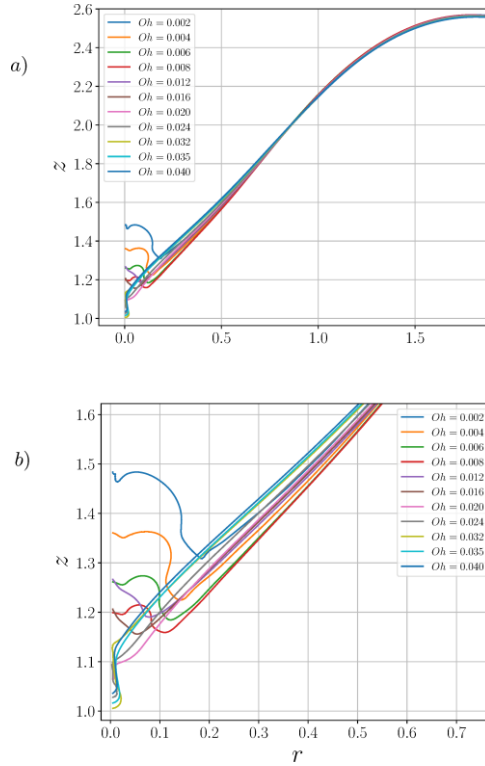 a)
z
2.6
2.4
2.2
2.0
1.8
1.6
1.4
1.2
1.0
Oh = 0.002
Oh = 0.004
Oh = 0.006
Oh = 0.008
Oh = 0.012
Oh = 0.016
Oh = 0.020
Oh = 0.024
Oh = 0.032
Oh = 0.035
Oh = 0.040
0.0 0.5 1.0 1.5
b)
z
1.6
1.5
1.4
1.3
1.2
1.1
1.0
Oh = 0.002
Oh = 0.004
Oh = 0.006
Oh = 0.008
Oh = 0.012
Oh = 0.016
Oh = 0.020
Oh = 0.024
Oh = 0.032
Oh = 0.035
Oh = 0.040
0.0 0.1 0.2 0.3 0.4 0.5 0.6 0.7
r